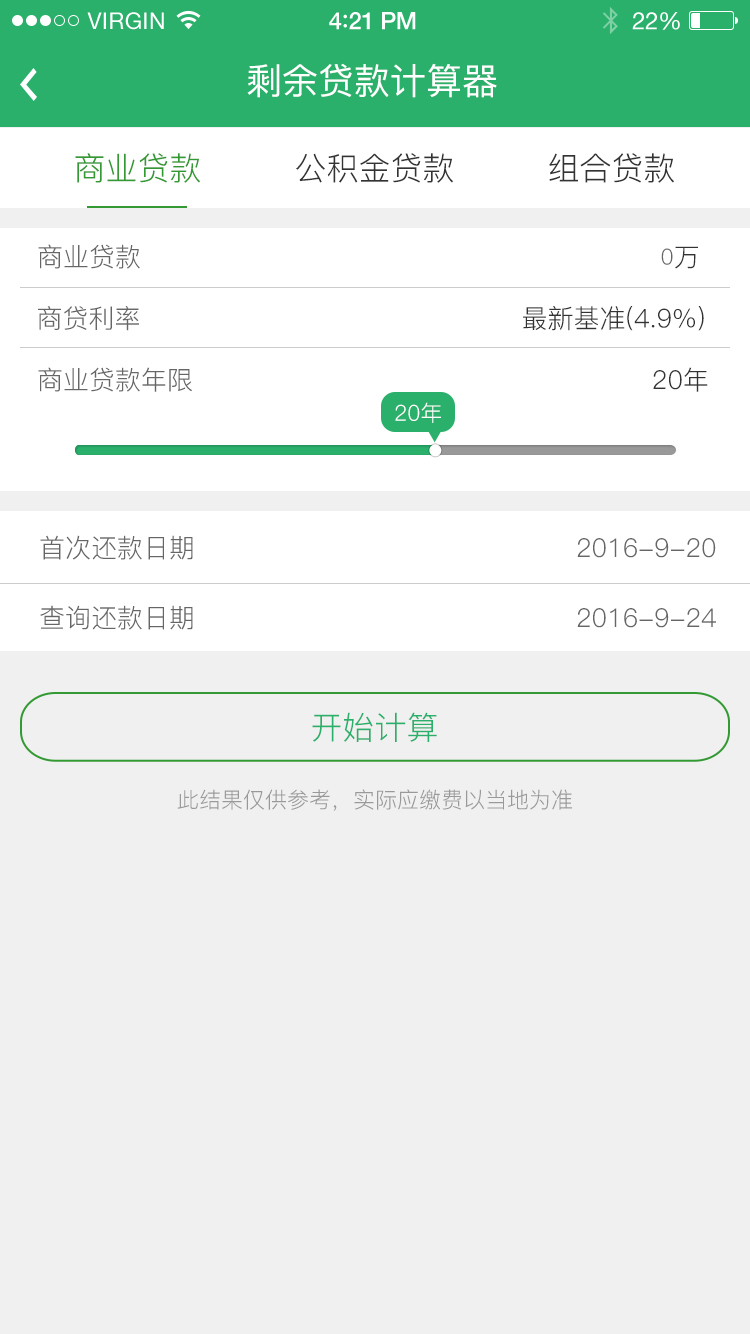 VIRGIN 4:21 PM 22%
剩余贷款计算器
商业贷款 公积金贷款 组合贷款
商业贷款 0万
商贷利率 最新基准(4.9%)
商业贷款年限 20年
20年
首次还款日期 2016-9-20
查询还款日期 2016-9-24
开始计算
此结果仅供参考，实际应缴费以当地为准